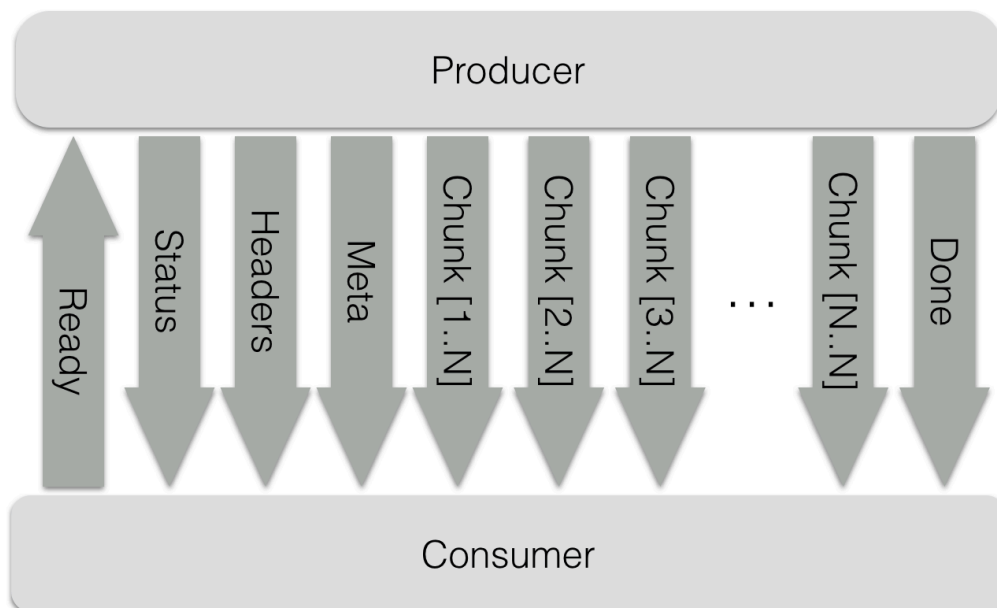 Producer
Ready
Status
Headers
Meta
Chunk [1..N]
Chunk [2..N]
Chunk [3..N]
...
Chunk [N..N]
Done
Consumer